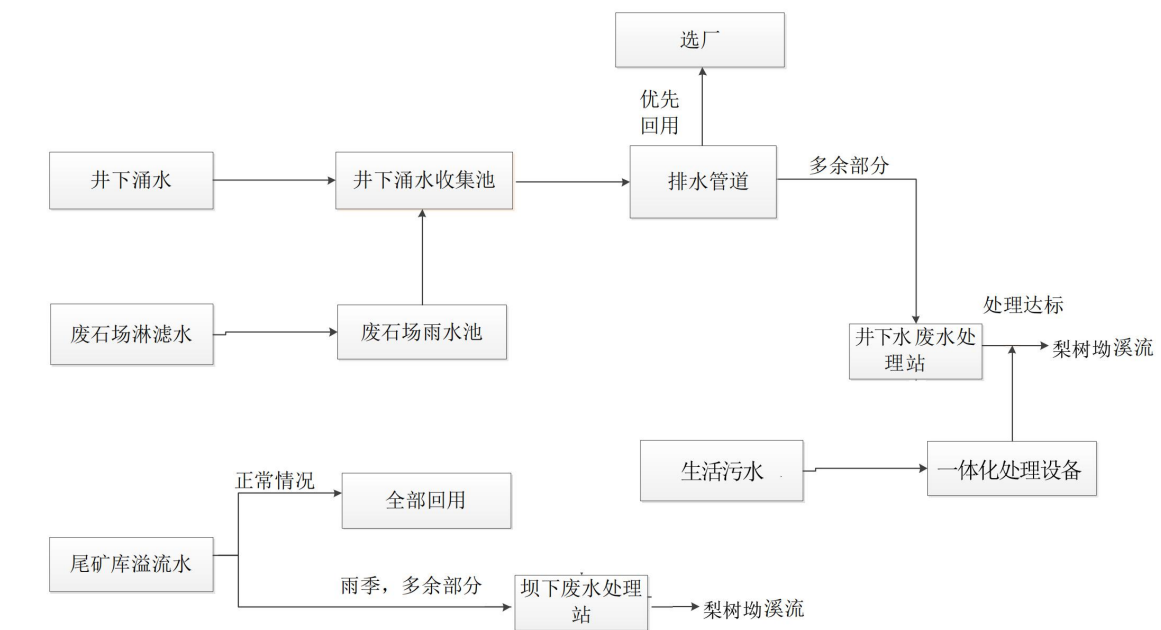 选厂
优先
回用
井下涌水
井下涌水收集池
排水管道
多余部分
废石场淋滤水
废石场雨水池
处理达标
井下水废水处
理站
梨树坳溪流
生活污水
一体化处理设备
正常情况
全部回用
尾矿库溢流水
雨季，多余部分
坝下废水处理
站
梨树坳溪流